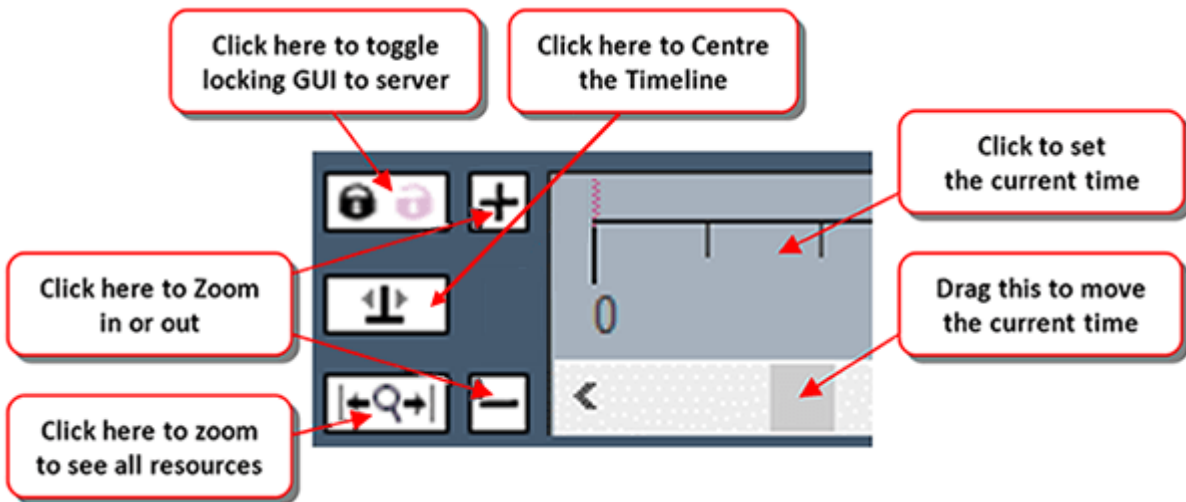 Click here to toggle
locking GUI to server
Click here to Centre
the Timeline
Click to set
the current time
Click here to Zoom
in or out
0
Drag this to move
the current time
Click here to zoom
to see all resources